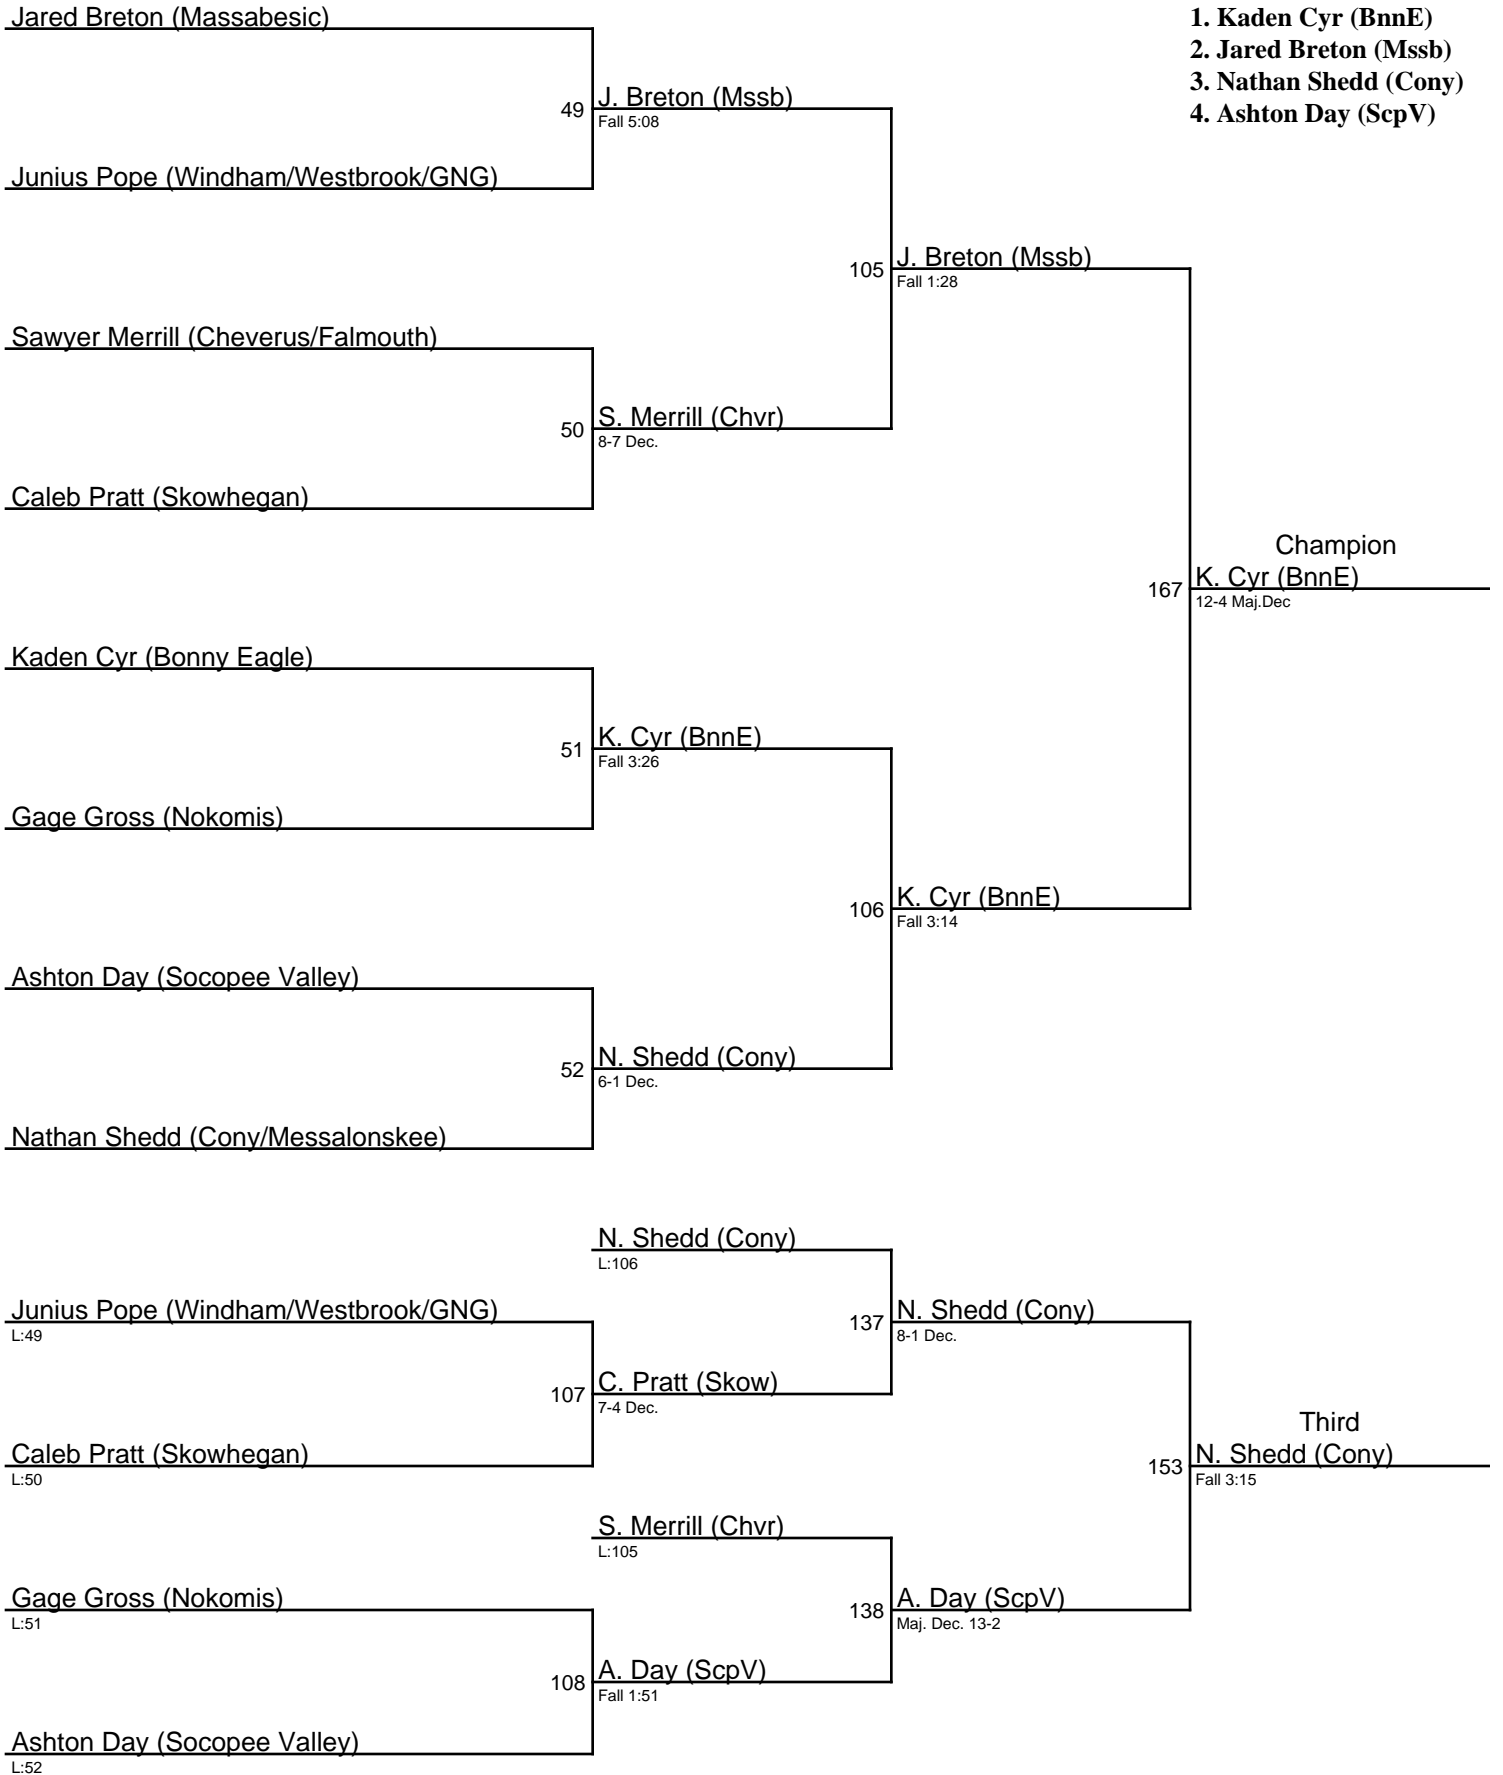 Jared Breton (Massabesic)
1. Kaden Cyr (BnnE)
2. Jared Breton (Mssb)
3. Nathan Shedd (Cony)
4. Ashton Day (ScpV)
49
J. Breton (Mssb)
Fall 5:08
Junius Pope (Windham/Westbrook/GNG)
105
J. Breton (Mssb)
Fall 1:28
Sawyer Merrill (Cheverus/Falmouth)
50
S. Merrill (Chvr)
8-7 Dec.
Caleb Pratt (Skowhegan)
Champion
167
K. Cyr (BnnE)
12-4 Maj.Dec
Kaden Cyr (Bonny Eagle)
51
K. Cyr (BnnE)
Fall 3:26
Gage Gross (Nokomis)
106
K. Cyr (BnnE)
Fall 3:14
Ashton Day (Socopee Valley)
52
N. Shedd (Cony)
6-1 Dec.
Nathan Shedd (Cony/Messalonskee)
N. Shedd (Cony)
L:106
Junius Pope (Windham/Westbrook/GNG)
L:49
137
N. Shedd (Cony)
8-1 Dec.
107
C. Pratt (Skow)
7-4 Dec.
Caleb Pratt (Skowhegan)
L:50
Third
153
N. Shedd (Cony)
Fall 3:15
S. Merrill (Chvr)
L:105
Gage Gross (Nokomis)
L:51
138
A. Day (ScpV)
Maj. Dec. 13-2
108
A. Day (ScpV)
Fall 1:51
Ashton Day (Socopee Valley)
L:52